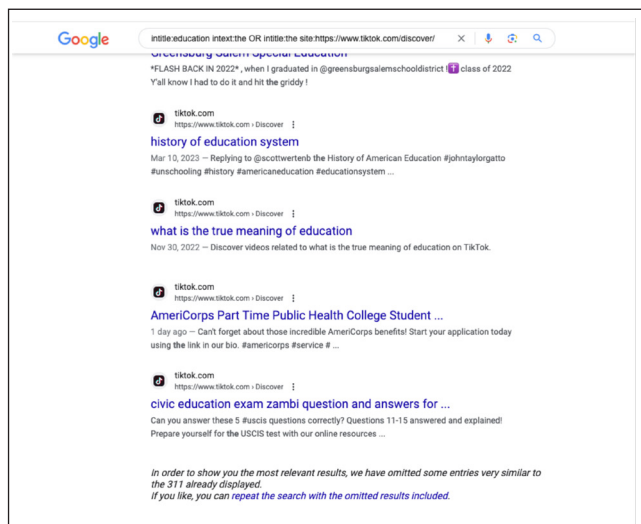 Google
intitle:education intext:the OR intitle:the site:https://www.tiktok.com/discover/
Greensburg Salem Special Education
*FLASH BACK IN 2022* , when I graduated in @greensburgsalemschooldistrict !✝️ class of 2022
Y'all know I had to do it and hit the griddy !
tiktok.com
https://www.tiktok.com › Discover
history of education system
Mar 10, 2023 — Replying to @scottwertenb the History of American Education #johntaylorgatto
#unschooling #history #americaneducation #educationsystem ...
tiktok.com
https://www.tiktok.com › Discover
what is the true meaning of education
Nov 30, 2022 — Discover videos related to what is the true meaning of education on TikTok.
tiktok.com
https://www.tiktok.com › Discover
AmeriCorps Part Time Public Health College Student ...
1 day ago — Can't forget about those incredible AmeriCorps benefits! Start your application today
using the link in our bio. #americorps #service # ...
tiktok.com
https://www.tiktok.com › Discover
civic education exam zambi question and answers for ...
Can you answer these 5 #uscis questions correctly? Questions 11-15 answered and explained!
Prepare yourself for the USCIS test with our online resources ...
In order to show you the most relevant results, we have omitted some entries very similar to
the 311 already displayed.
If you like, you can repeat the search with the omitted results included.